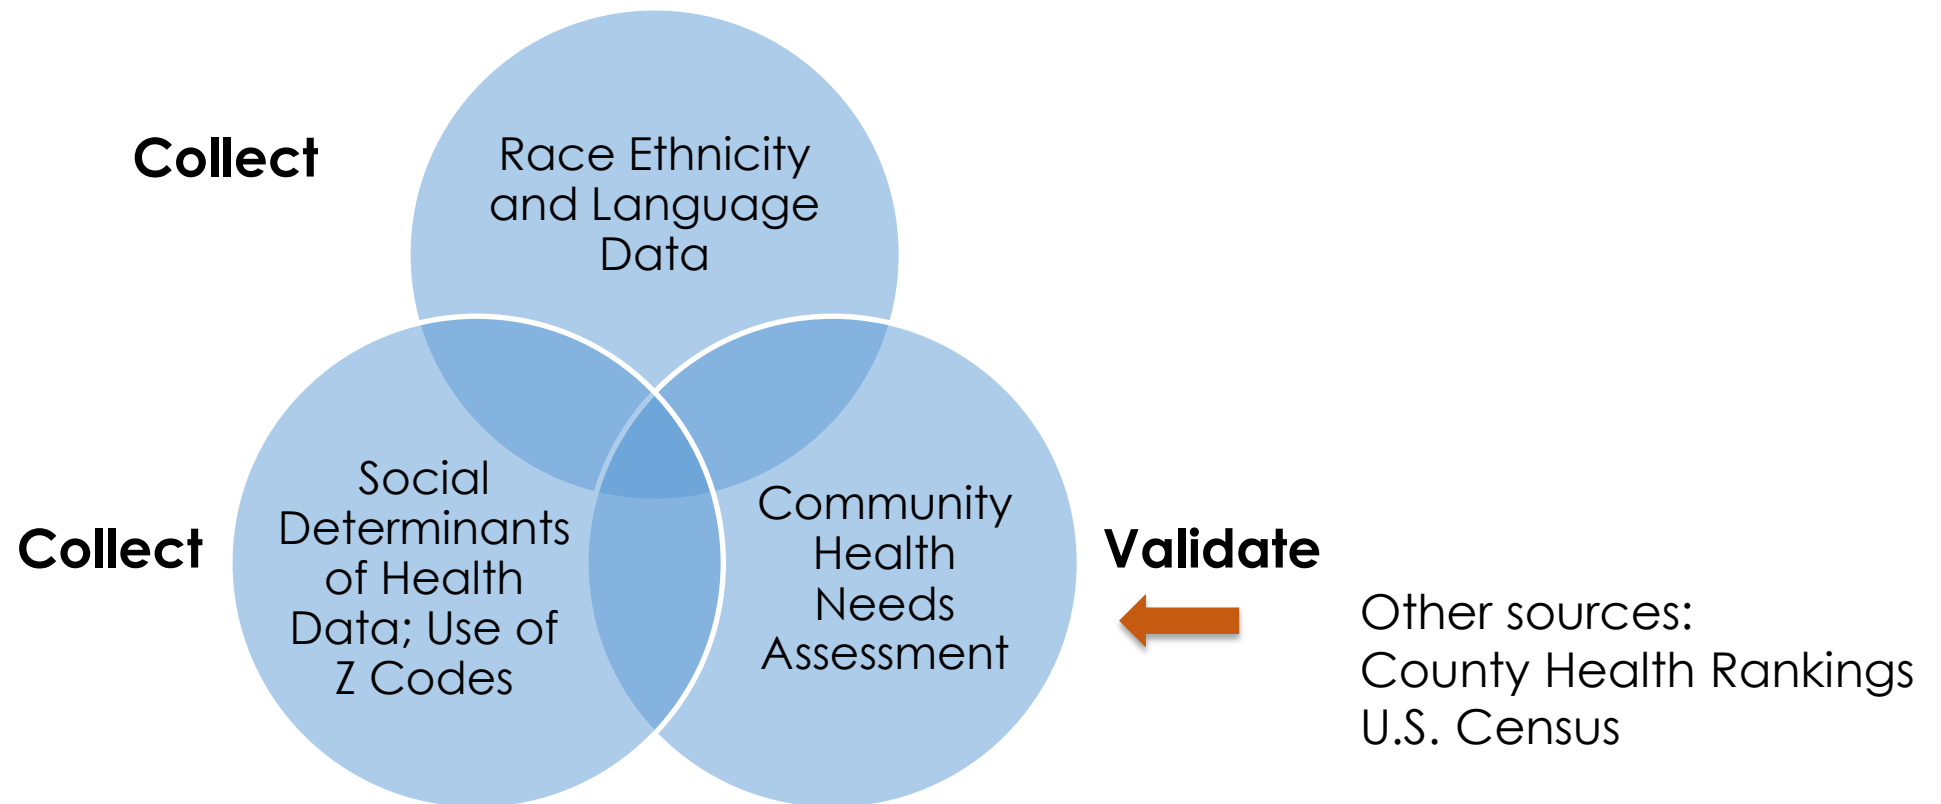 Collect
Race Ethnicity
and Language
Data
Collect
Social
Determinants
of Health
Data; Use of
Z Codes
Community
Health
Needs
Assessment
Validate
Other sources:
County Health Rankings
U.S. Census